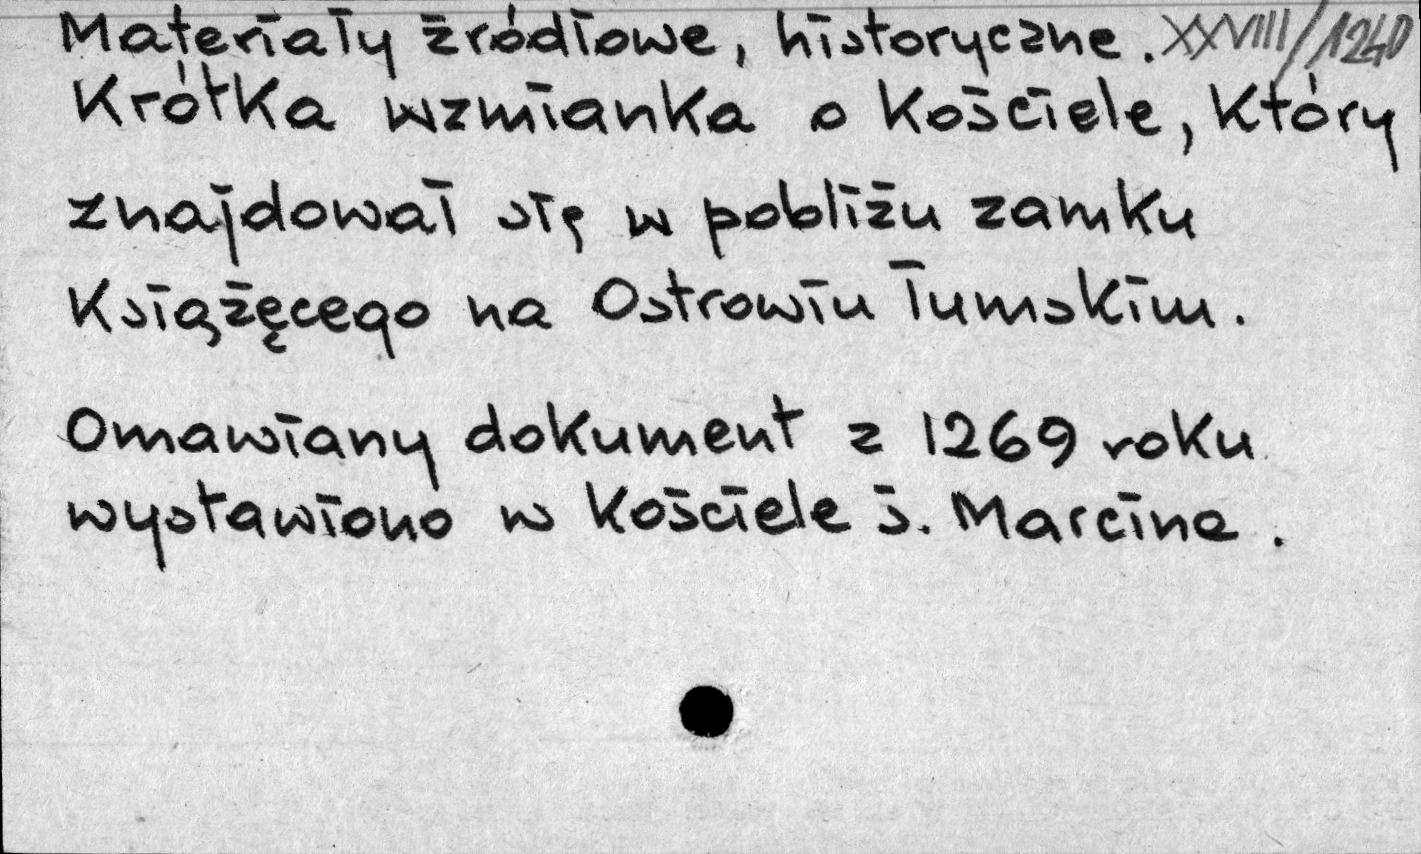 Materiały źródłowe, historyczne. XXVIII/1240
Krótka wzmianka o kościele, który
znajdował się w pobliżu zamku
książęcego na Ostrowiu Tumskim.
Omawiany dokument z 1269 roku
wystawiono w kościele ś. Marcina.